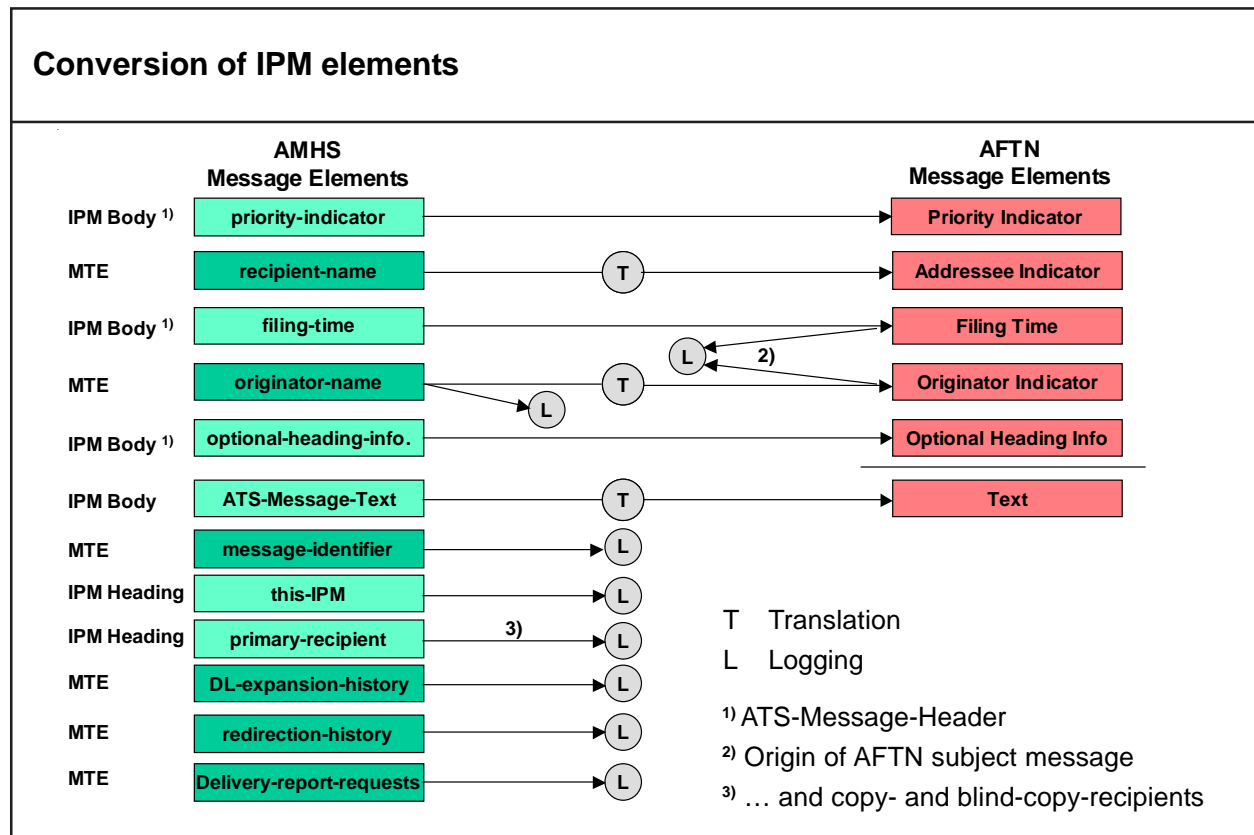 Conversion of IPM elements
AMHS
Message Elements
AFTN
Message Elements
IPM Body 1) priority-indicator Priority Indicator
MTE recipient-name T Addressee Indicator
IPM Body 1) filing-time Filing Time
L 2)
MTE originator-name T Originator Indicator
L
IPM Body 1) optional-heading-info. Optional Heading Info
IPM Body ATS-Message-Text T Text
MTE message-identifier L
IPM Heading this-IPM L
IPM Heading primary-recipient 3) L
MTE DL-expansion-history L
MTE redirection-history L
MTE Delivery-report-requests L
T Translation
L Logging
1) ATS-Message-Header
2) Origin of AFTN subject message
3) … and copy- and blind-copy-recipients